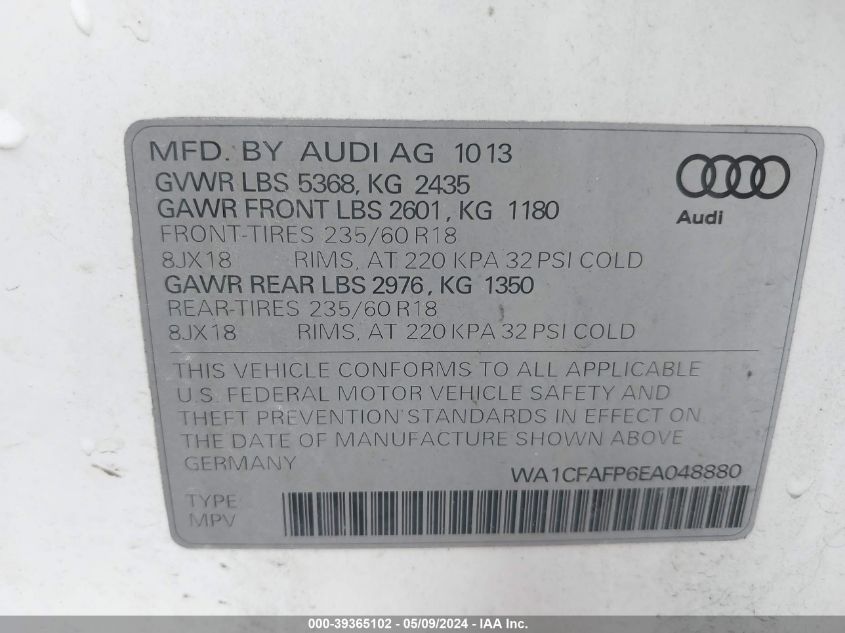 MFD. BY AUDI AG 10 13
GVWR LBS 5368, KG 2435
GAWR FRONT LBS 2601, KG 1180
FRONT-TIRES 235/60 R18
8JX18 RIMS, AT 220 KPA 32 PSI COLD
GAWR REAR LBS 2976, KG 1350
REAR-TIRES 235/60 R18
8JX18 RIMS, AT 220 KPA 32 PSI COLD
Audi
THIS VEHICLE CONFORMS TO ALL APPLICABLE
U.S. FEDERAL MOTOR VEHICLE SAFETY AND
THEFT PREVENTION STANDARDS IN EFFECT ON
THE DATE OF MANUFACTURE SHOWN ABOVE
GERMANY
WA1CFAFP6EA048880
TYPE
MPV
000-39365102 - 05/09/2024 - IAA Inc.